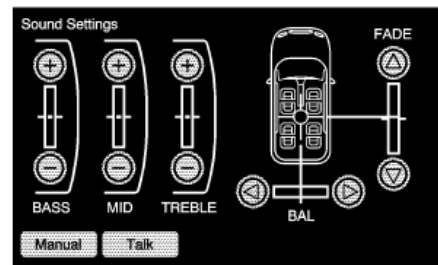 Sound Settings
FADE
BASS
MID
TREBLE
BAL
Manual
Talk